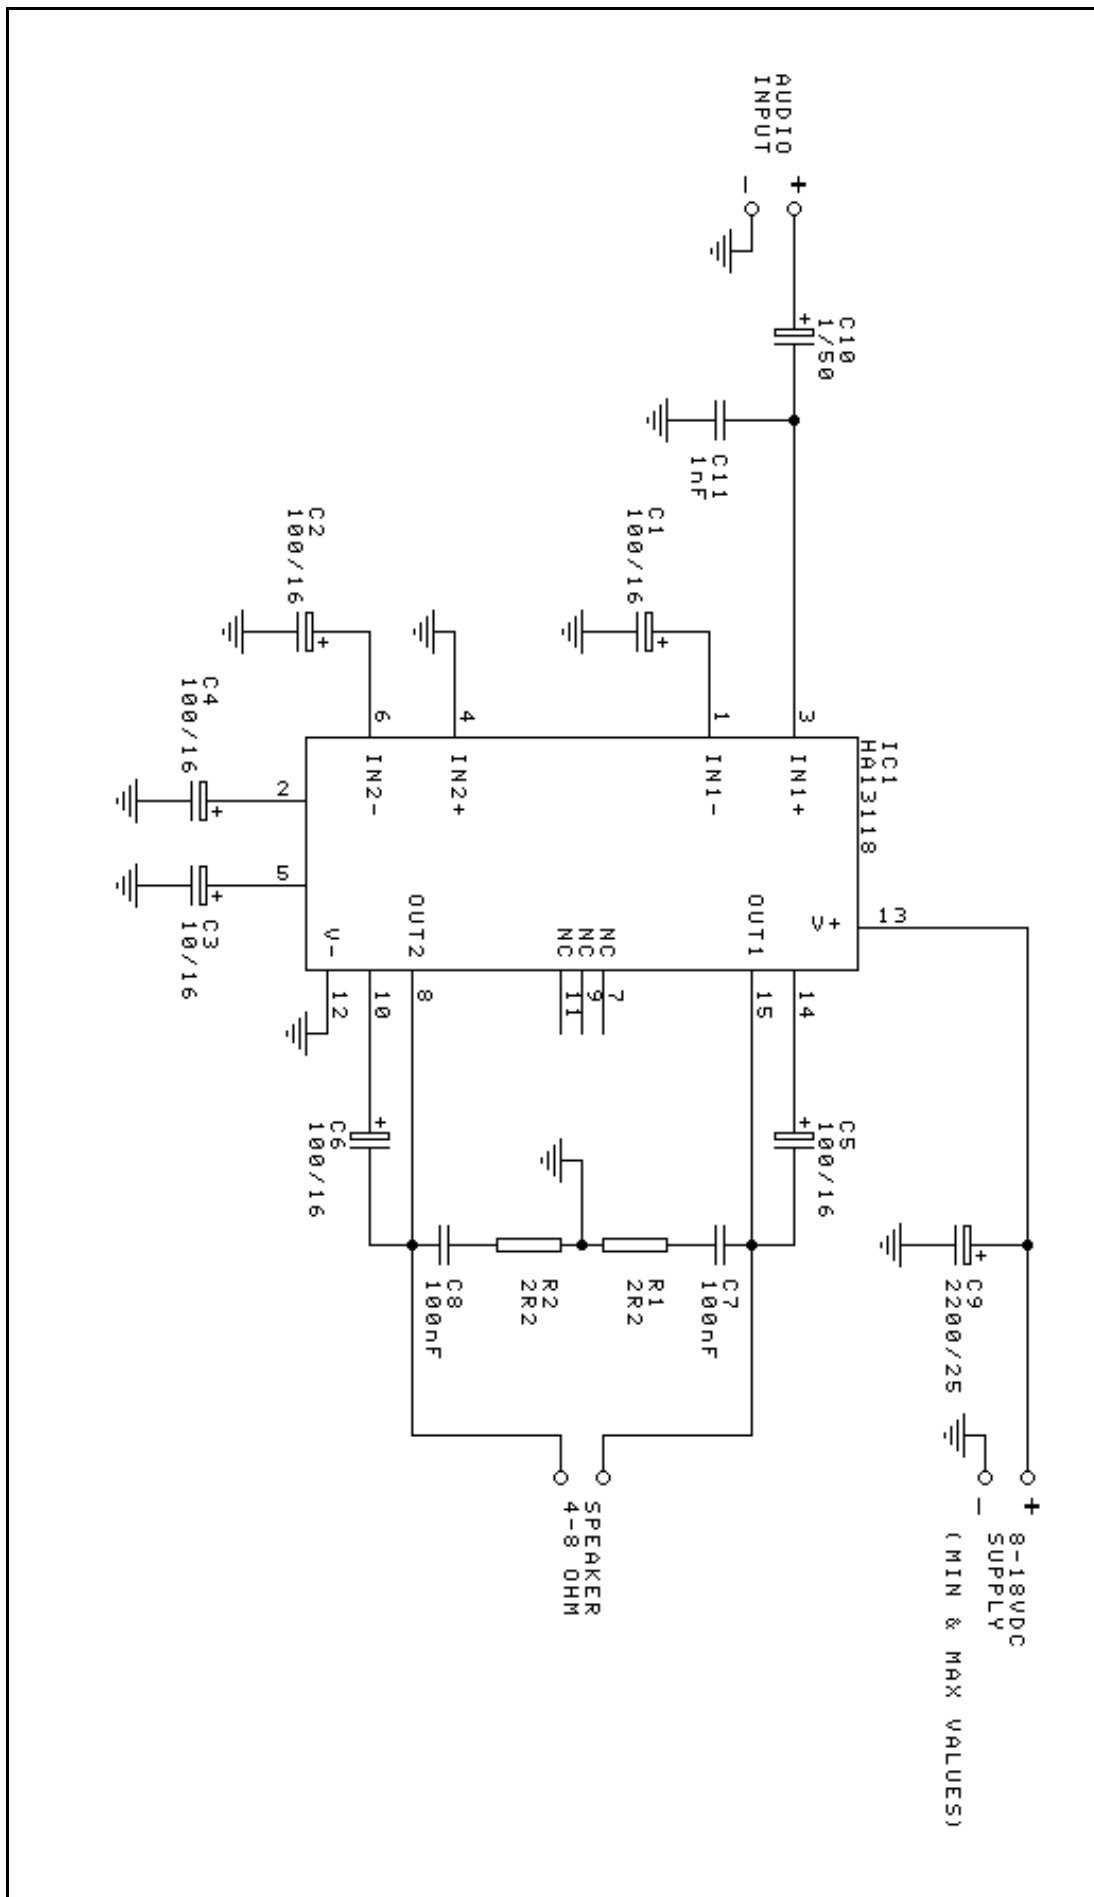 AUDIO
INPUT
+
-
C10
1/50
+
C11
1nF
C1
100/16
+
C2
100/16
+
C4
100/16
+
C3
10/16
+
IC1
HA13118
3
IN1+
1
IN1-
4
IN2+
6
IN2-
2
5
V+
13
OUT1
14
15
NC
7
NC
9
NC
11
OUT2
8
10
V-
12
C5
100/16
+
C6
100/16
+
C7
100nF
R1
2R2
R2
2R2
C8
100nF
C9
2200/25
+
+
-
8-18VDC
SUPPLY
(MIN & MAX VALUES)
SPEAKER
4-8 OHM